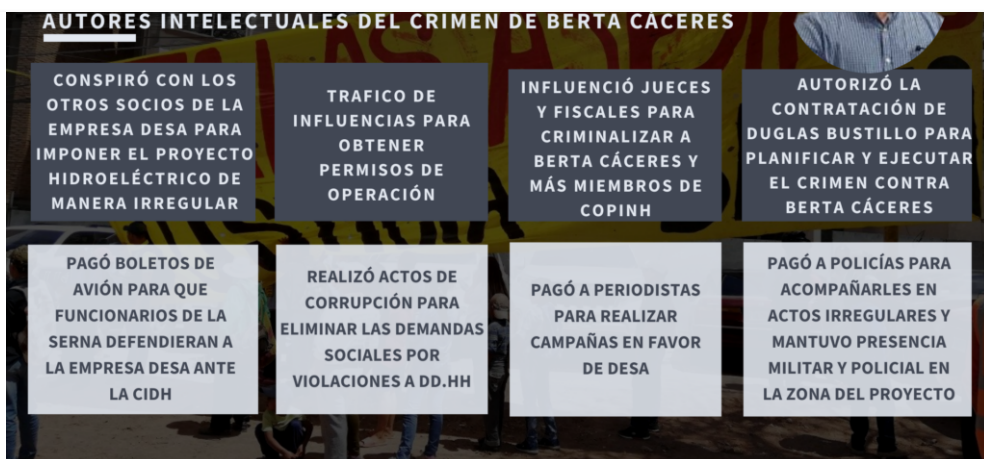 AUTORES INTELECTUALES DEL CRIMEN DE BERTA CÁCERES
CONSPIRÓ CON LOS
OTROS SOCIOS DE LA
EMPRESA DESA PARA
IMPONER EL PROYECTO
HIDROELÉCTRICO DE
MANERA IRREGULAR
TRAFICO DE
INFLUENCIAS PARA
OBTENER
PERMISOS DE
OPERACIÓN
INFLUENCIÓ JUECES
Y FISCALES PARA
CRIMINALIZAR A
BERTA CÁCERES Y
MÁS MIEMBROS DE
COPINH
AUTORIZÓ LA
CONTRATACIÓN DE
DUGLAS BUSTILLO PARA
PLANIFICAR Y EJECUTAR
EL CRIMEN CONTRA
BERTA CÁCERES
PAGÓ BOLETOS DE
AVIÓN PARA QUE
FUNCIONARIOS DE LA
SERNA DEFENDIERAN A
LA EMPRESA DESA ANTE
LA CIDH
REALIZÓ ACTOS DE
CORRUPCIÓN PARA
ELIMINAR LAS DEMANDAS
SOCIALES POR
VIOLACIONES A DD.HH
PAGÓ A PERIODISTAS
PARA REALIZAR
CAMPAÑAS EN FAVOR
DE DESA
PAGÓ A POLICÍAS PARA
ACOMPAÑARLES EN
ACTOS IRREGULARES Y
MANTUVO PRESENCIA
MILITAR Y POLICIAL EN
LA ZONA DEL PROYECTO